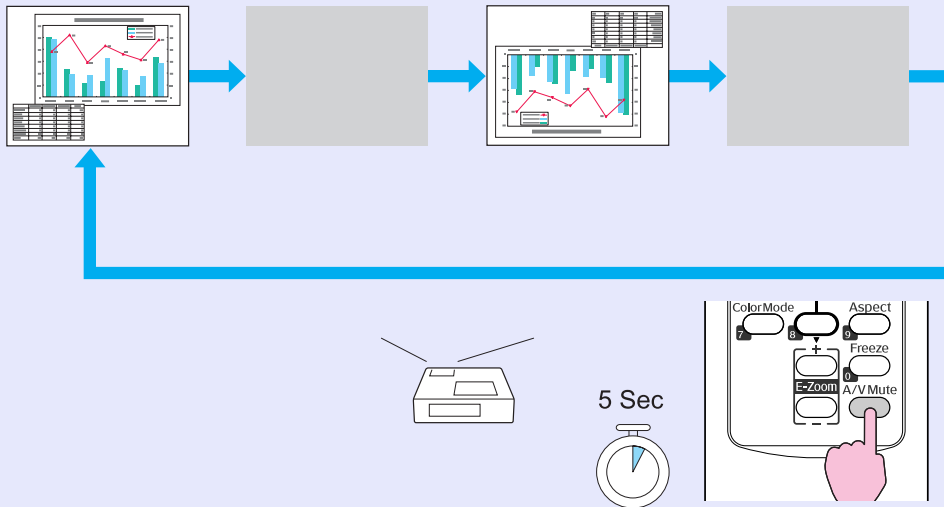 5 Sec
ColorMode
Aspect
7
8
9
+
Freeze
0
E-Zoom
A/V Mute
−